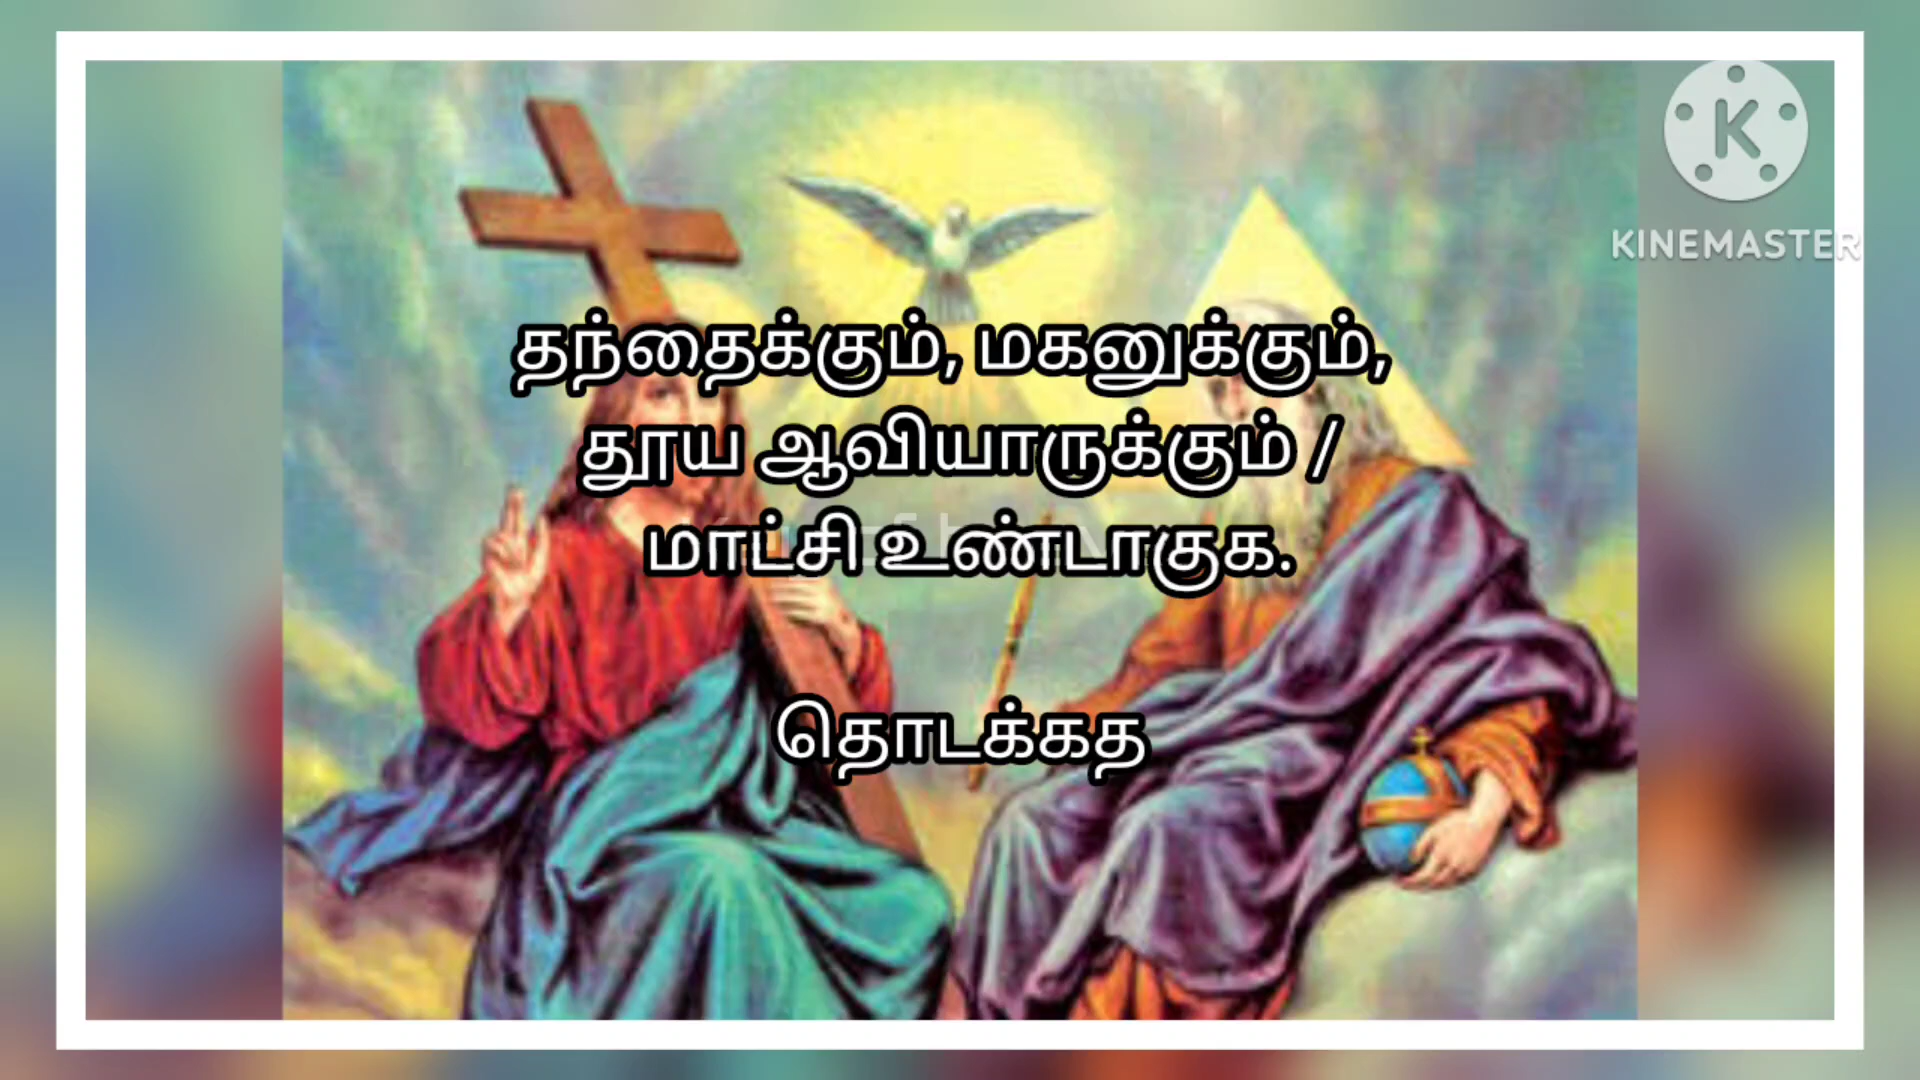 KINEMASTER
தந்தைக்கும், மகனுக்கும்,
தூய ஆவியாருக்கும் /
மாட்சி உண்டாகுக.
தொடக்கத